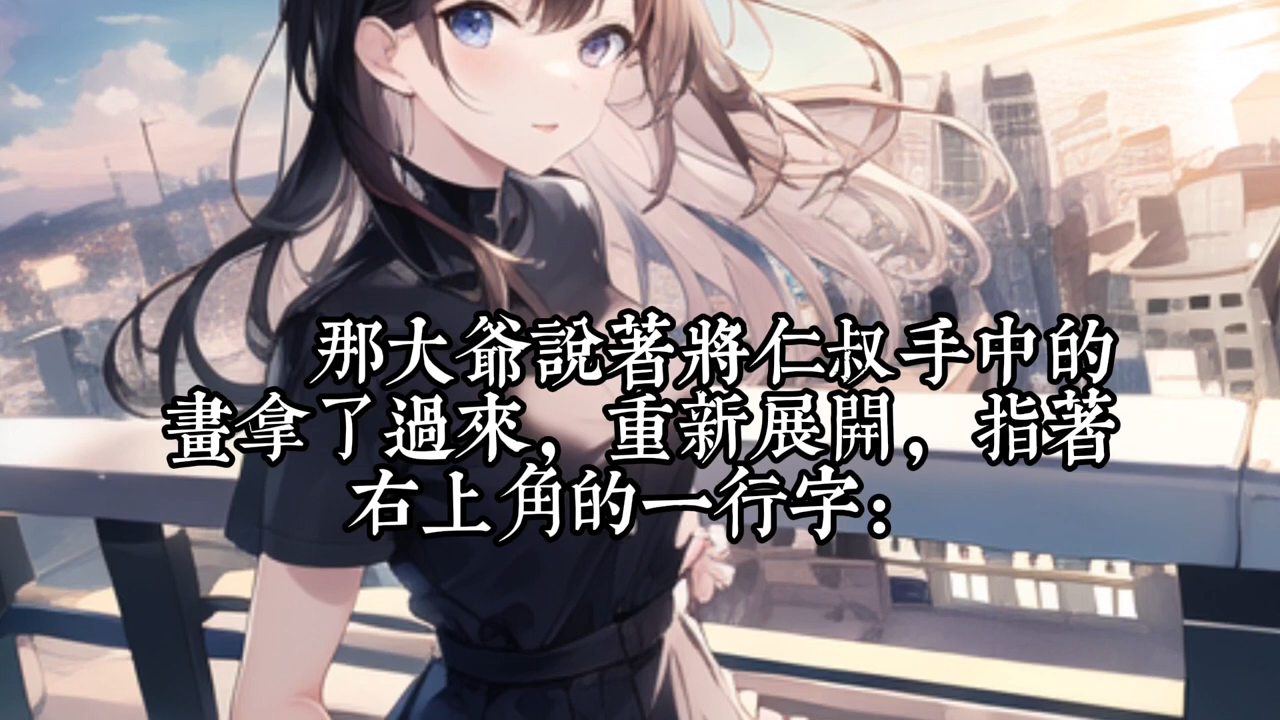 那大爺說著將仁叔手中的
畫拿了過來，重新展開，指著
右上角的一行字：